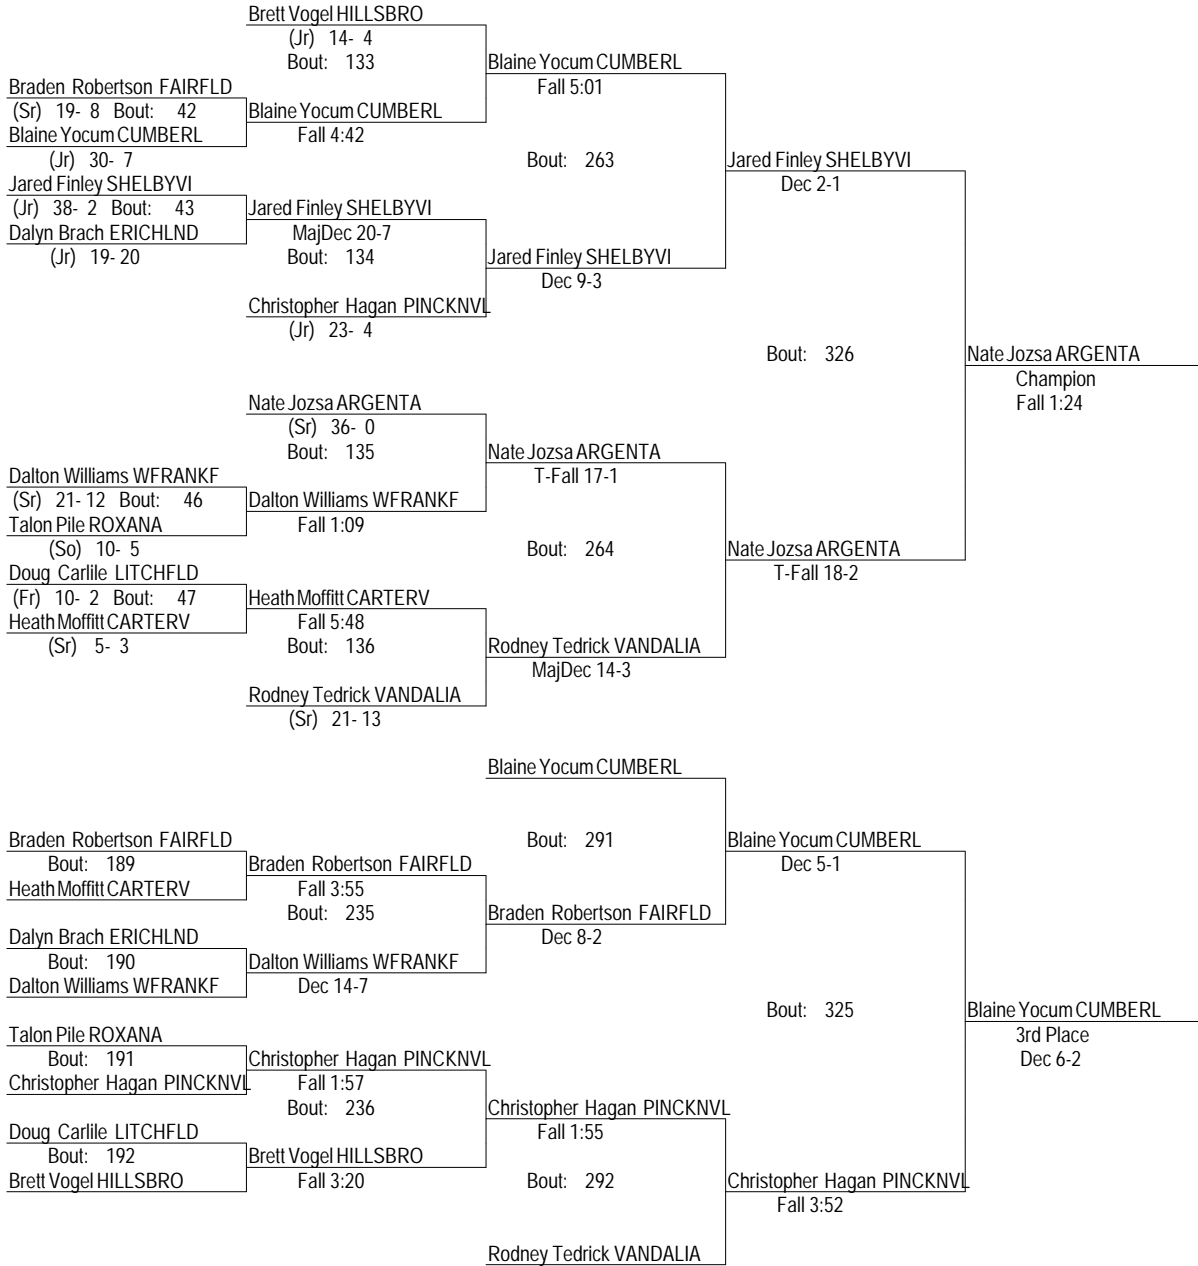 Brett Vogel HILLSBRO
(Jr) 14- 4
Bout: 133
Blaine Yocum CUMBERL
Fall 5:01
Braden Robertson FAIRFLD
(Sr) 19- 8 Bout: 42
Blaine Yocum CUMBERL
Fall 4:42
Blaine Yocum CUMBERL
(Jr) 30- 7
Bout: 263
Jared Finley SHELBYVI
Dec 2-1
Jared Finley SHELBYVI
(Jr) 38- 2 Bout: 43
Jared Finley SHELBYVI
MajDec 20-7
Dalyn Brach ERICHLND
(Jr) 19- 20
Bout: 134
Jared Finley SHELBYVI
Dec 9-3
Christopher Hagan PINCKNVL
(Jr) 23- 4
Bout: 326
Nate Jozsa ARGENTA
Champion
Fall 1:24
Nate Jozsa ARGENTA
(Sr) 36- 0
Bout: 135
Nate Jozsa ARGENTA
T-Fall 17-1
Dalton Williams WFRANKF
(Sr) 21- 12 Bout: 46
Dalton Williams WFRANKF
Fall 1:09
Talon Pile ROXANA
(So) 10- 5
Bout: 264
Nate Jozsa ARGENTA
T-Fall 18-2
Doug Carlile LITCHFLD
(Fr) 10- 2 Bout: 47
Heath Moffitt CARTERV
Fall 5:48
Heath Moffitt CARTERV
(Sr) 5- 3
Bout: 136
Rodney Tedrick VANDALIA
MajDec 14-3
Rodney Tedrick VANDALIA
(Sr) 21- 13
Blaine Yocum CUMBERL
Bout: 291
Blaine Yocum CUMBERL
Dec 5-1
Braden Robertson FAIRFLD
Bout: 189
Braden Robertson FAIRFLD
Fall 3:55
Heath Moffitt CARTERV
Bout: 235
Braden Robertson FAIRFLD
Dec 8-2
Dalyn Brach ERICHLND
Bout: 190
Dalton Williams WFRANKF
Dec 14-7
Dalton Williams WFRANKF
Bout: 325
Blaine Yocum CUMBERL
3rd Place
Dec 6-2
Talon Pile ROXANA
Bout: 191
Christopher Hagan PINCKNVL
Fall 1:57
Christopher Hagan PINCKNVL
Bout: 236
Christopher Hagan PINCKNVL
Fall 1:55
Doug Carlile LITCHFLD
Bout: 192
Brett Vogel HILLSBRO
Fall 3:20
Brett Vogel HILLSBRO
Bout: 292
Christopher Hagan PINCKNVL
Fall 3:52
Rodney Tedrick VANDALIA